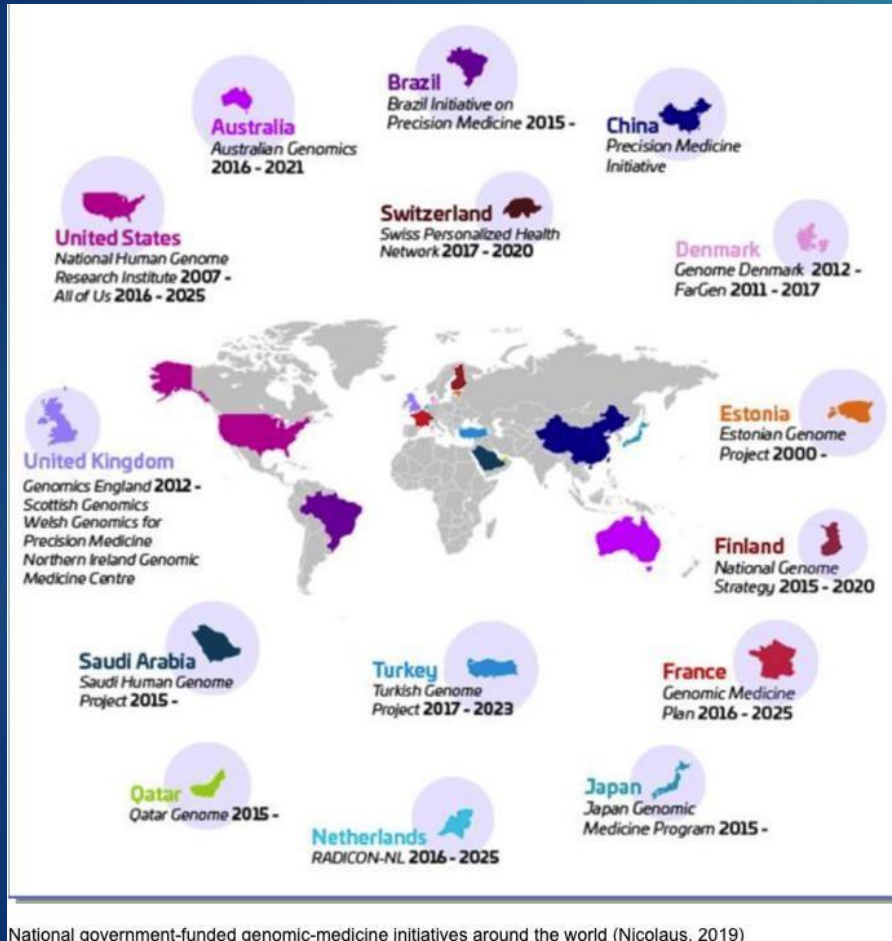 Brazil
Brazil Initiative on
Precision Medicine 2015 -
Australia
Australian Genomics
2016 - 2021
China
Precision Medicine
Initiative
United States
National Human Genome
Research Institute 2007 -
All of Us 2016 - 2025
Switzerland
Swiss Personalized Health
Network 2017 - 2020
Denmark
Genome Denmark 2012 -
FarGen 2011 - 2017
United Kingdom
Genomics England 2012 -
Scottish Genomics
Welsh Genomics for
Precision Medicine
Northern Ireland Genomic
Medicine Centre
Estonia
Estonian Genome
Project 2000 -
Finland
National Genome
Strategy 2015 - 2020
Saudi Arabia
Saudi Human Genome
Project 2015 -
Turkey
Turkish Genome
Project 2017 - 2023
France
Genomic Medicine
Plan 2016 - 2025
Qatar
Qatar Genome 2015 -
Netherlands
RADICON-NL 2016 - 2025
Japan
Japan Genomic
Medicine Program 2015 -
National government-funded genomic-medicine initiatives around the world (Nicolaus, 2019)